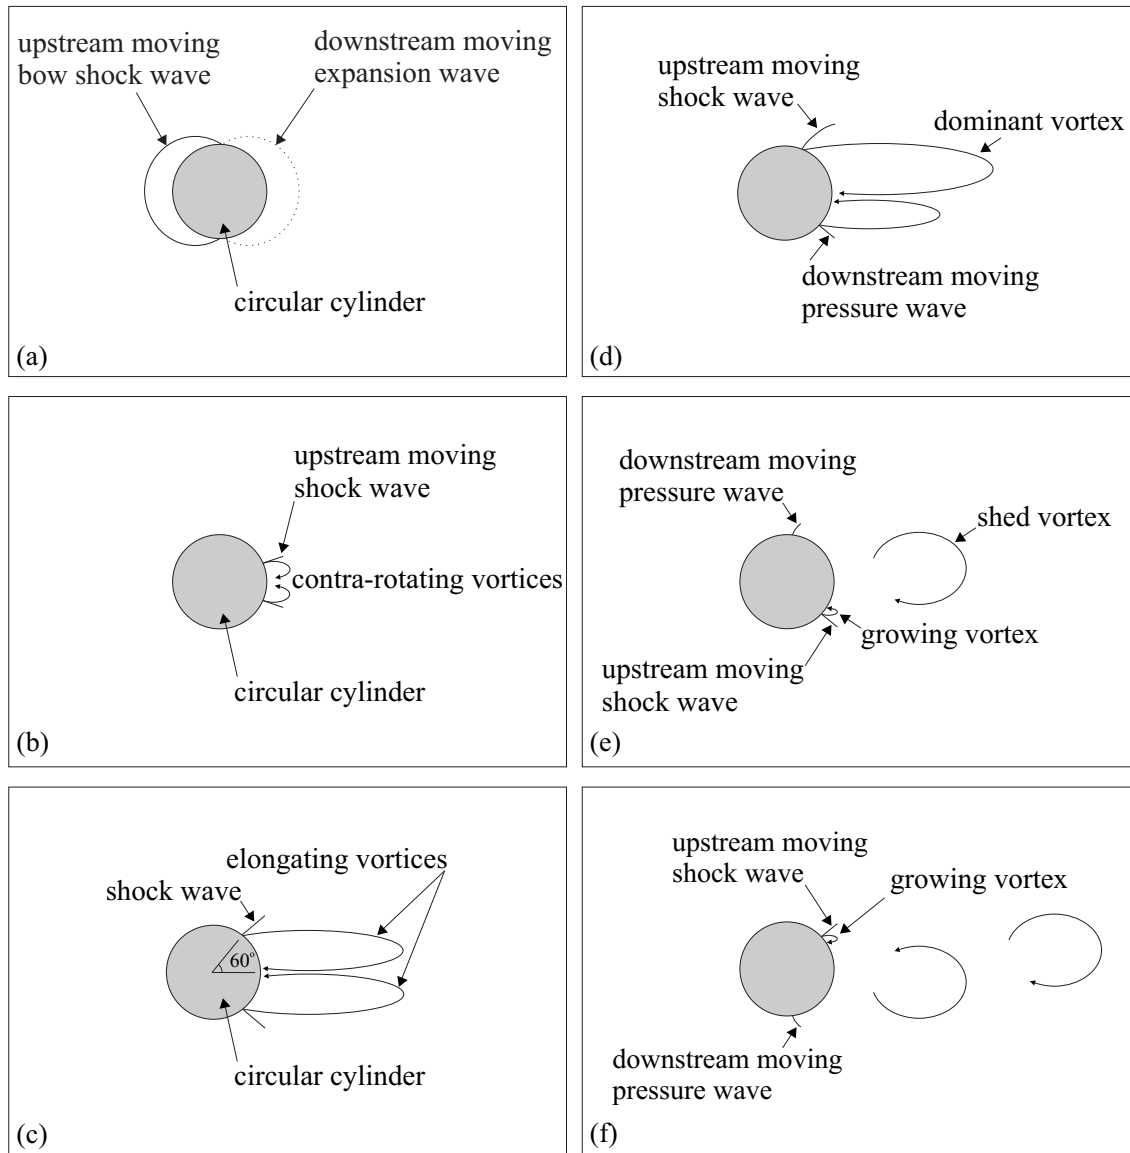 upstream moving
bow shock wave
downstream moving
expansion wave
circular cylinder
(a)
upstream moving
shock wave
contra-rotating vortices
circular cylinder
(b)
elongating vortices
shock wave
60°
circular cylinder
(c)
upstream moving
shock wave
dominant vortex
downstream moving
pressure wave
(d)
downstream moving
pressure wave
shed vortex
growing vortex
upstream moving
shock wave
(e)
upstream moving
shock wave
growing vortex
downstream moving
pressure wave
(f)